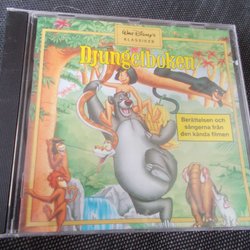 Walt Disney's
KLASSIKER
Djungelboken
Berättelsen och
sångerna från
den kända filmen